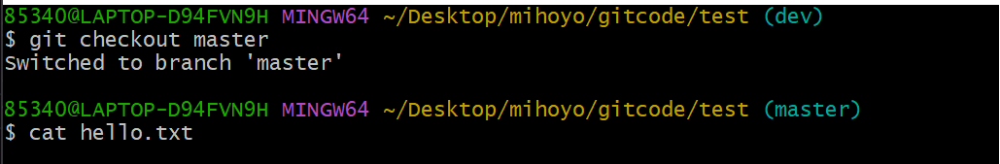 85340@LAPTOP-D94FVN9H MINGW64 ~/Desktop/mihoyo/gitcode/test (dev)
$ git checkout master
Switched to branch 'master'
85340@LAPTOP-D94FVN9H MINGW64 ~/Desktop/mihoyo/gitcode/test (master)
$ cat hello.txt